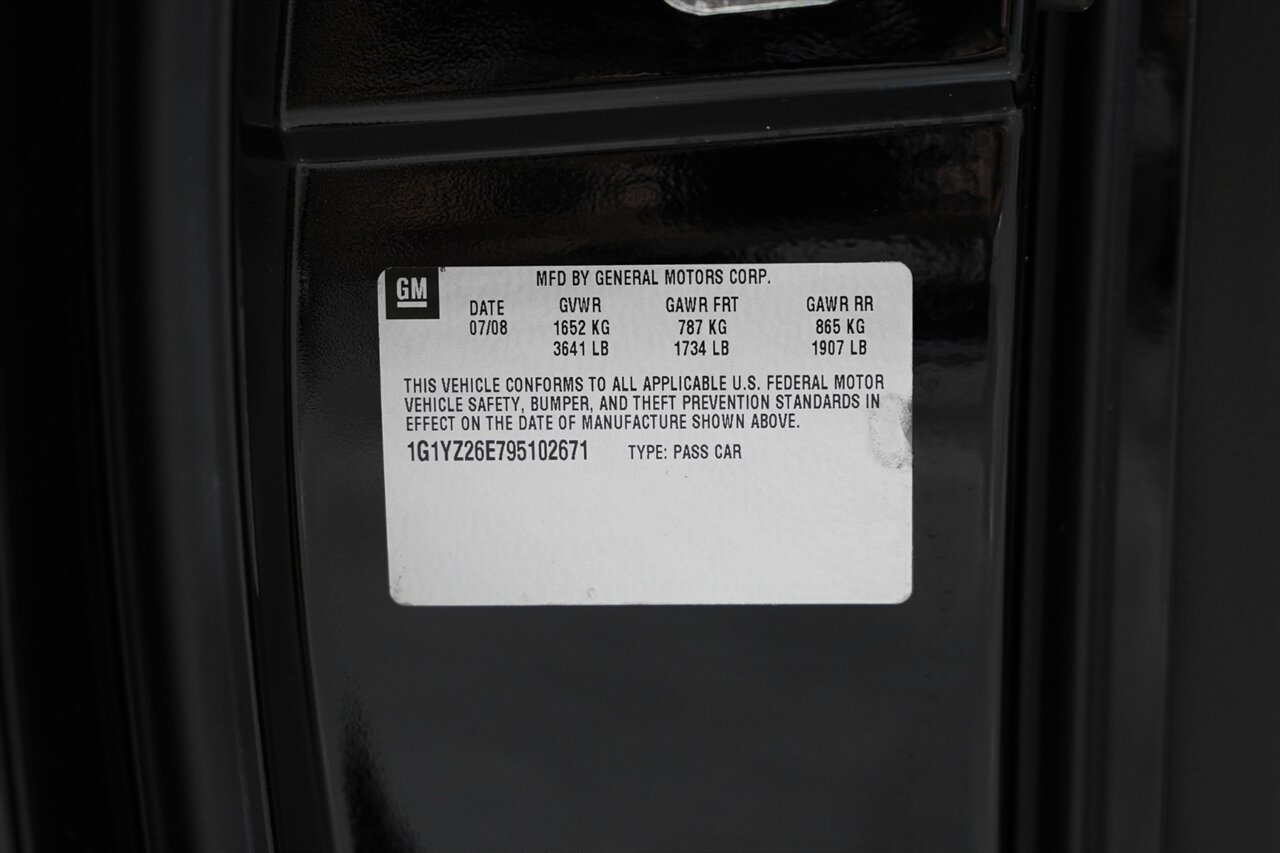 GM
MFD BY GENERAL MOTORS CORP.
DATE GVWR GAWR FRT GAWR RR
07/08 1652 KG 787 KG 865 KG
3641 LB 1734 LB 1907 LB
THIS VEHICLE CONFORMS TO ALL APPLICABLE U.S. FEDERAL MOTOR
VEHICLE SAFETY, BUMPER, AND THEFT PREVENTION STANDARDS IN
EFFECT ON THE DATE OF MANUFACTURE SHOWN ABOVE.
1G1YZ26E795102671 TYPE: PASS CAR